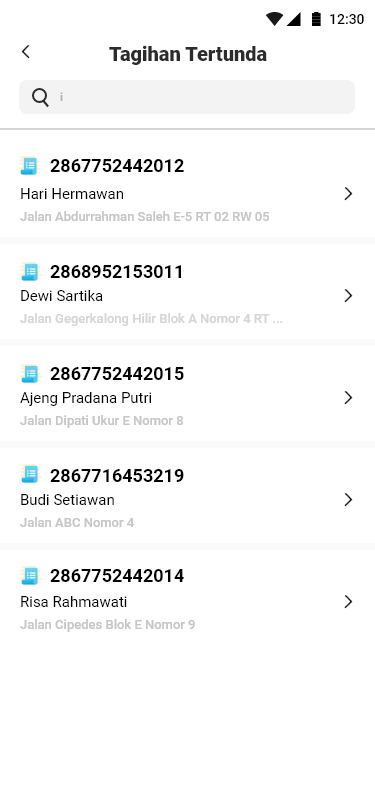 12:30
Tagihan Tertunda
i
2867752442012
Hari Hermawan
Jalan Abdurrahman Saleh E-5 RT 02 RW 05
2868952153011
Dewi Sartika
Jalan Gegerkalong Hilir Blok A Nomor 4 RT ...
2867752442015
Ajeng Pradana Putri
Jalan Dipati Ukur E Nomor 8
2867716453219
Budi Setiawan
Jalan ABC Nomor 4
2867752442014
Risa Rahmawati
Jalan Cipedes Blok E Nomor 9